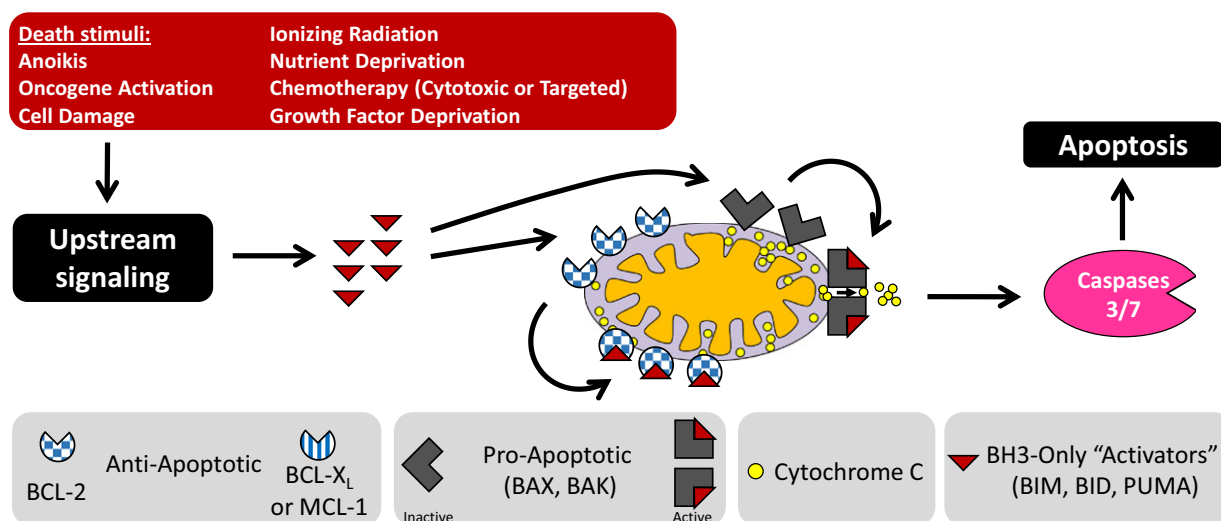 Death stimuli:
Anoikis
Oncogene Activation
Cell Damage
Ionizing Radiation
Nutrient Deprivation
Chemotherapy (Cytotoxic or Targeted)
Growth Factor Deprivation
Upstream
signaling
Apoptosis
Caspases
3/7
BCL-2
Anti-Apoptotic
BCL-XL
or MCL-1
Inactive
Pro-Apoptotic
(BAX, BAK)
Active
Cytochrome C
BH3-Only “Activators”
(BIM, BID, PUMA)